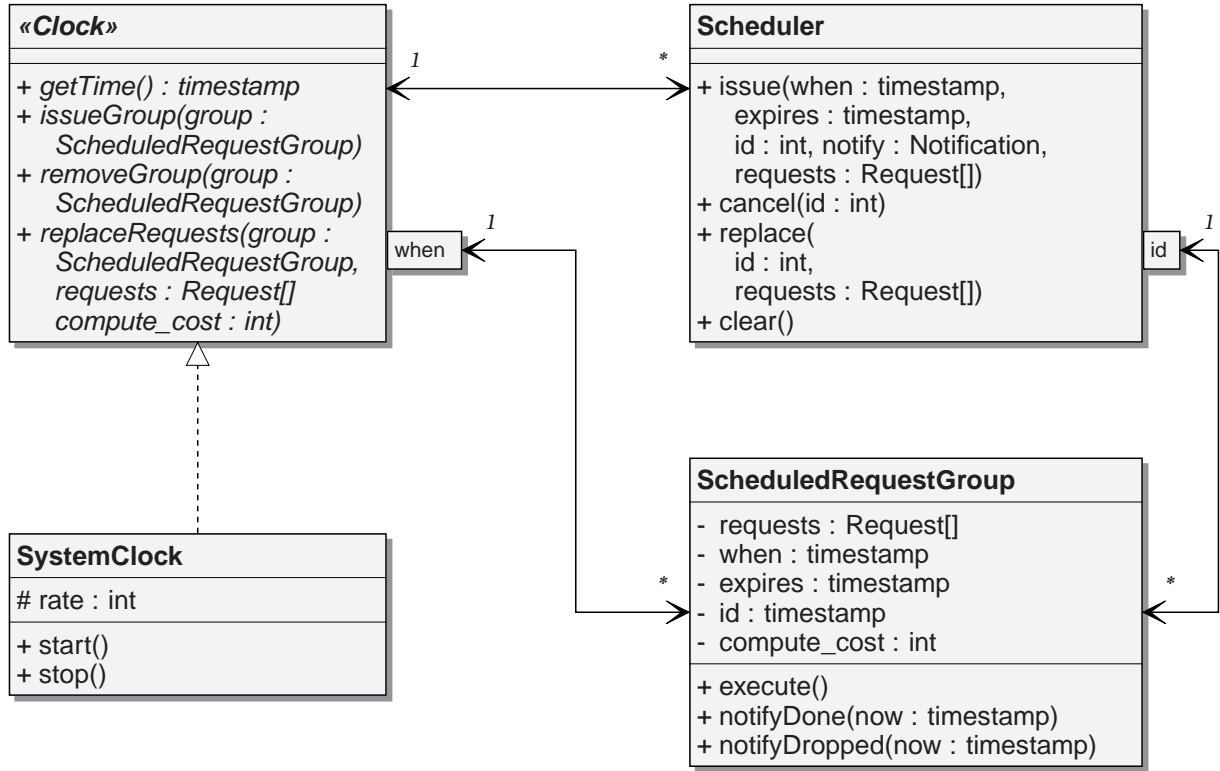 «Clock»
+ getTime() : timestamp
+ issueGroup(group :
ScheduledRequestGroup)
+ removeGroup(group :
ScheduledRequestGroup)
+ replaceRequests(group :
ScheduledRequestGroup,
requests : Request[]
compute_cost : int)
when
1
*
1
Scheduler
+ issue(when : timestamp,
expires : timestamp,
id : int, notify : Notification,
requests : Request[])
+ cancel(id : int)
+ replace(
id : int,
requests : Request[])
+ clear()
id
1
SystemClock
# rate : int
+ start()
+ stop()
*
ScheduledRequestGroup
- requests : Request[]
- when : timestamp
- expires : timestamp
- id : timestamp
- compute_cost : int
+ execute()
+ notifyDone(now : timestamp)
+ notifyDropped(now : timestamp)
*